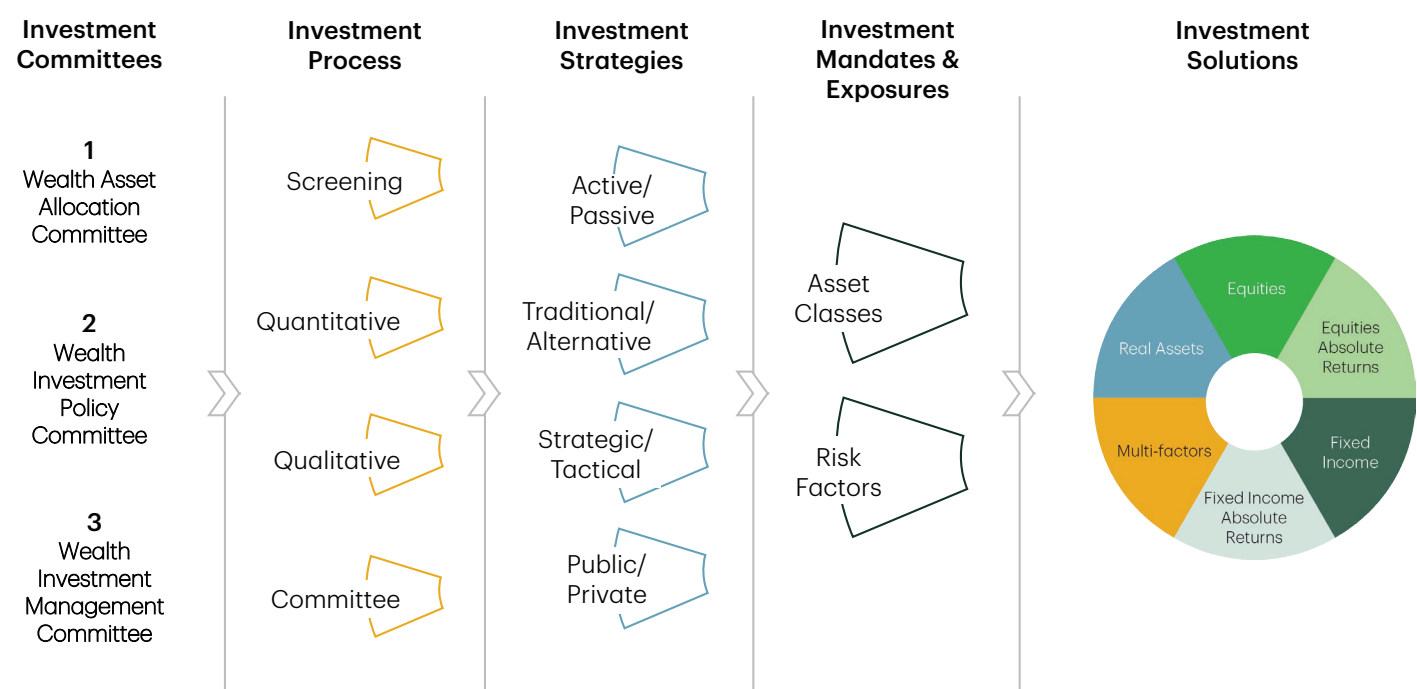 Investment
Committees
1
Wealth Asset
Allocation
Committee
2
Wealth
Investment
Policy
Committee
3
Wealth
Investment
Management
Committee
Investment
Process
Screening
Quantitative
Qualitative
Committee
Investment
Strategies
Active/
Passive
Traditional/
Alternative
Strategic/
Tactical
Public/
Private
Investment
Mandates &
Exposures
Asset
Classes
Risk
Factors
Investment
Solutions
Equities
Equities
Absolute
Returns
Fixed
Income
Fixed Income
Absolute
Returns
Multi-factors
Real Assets